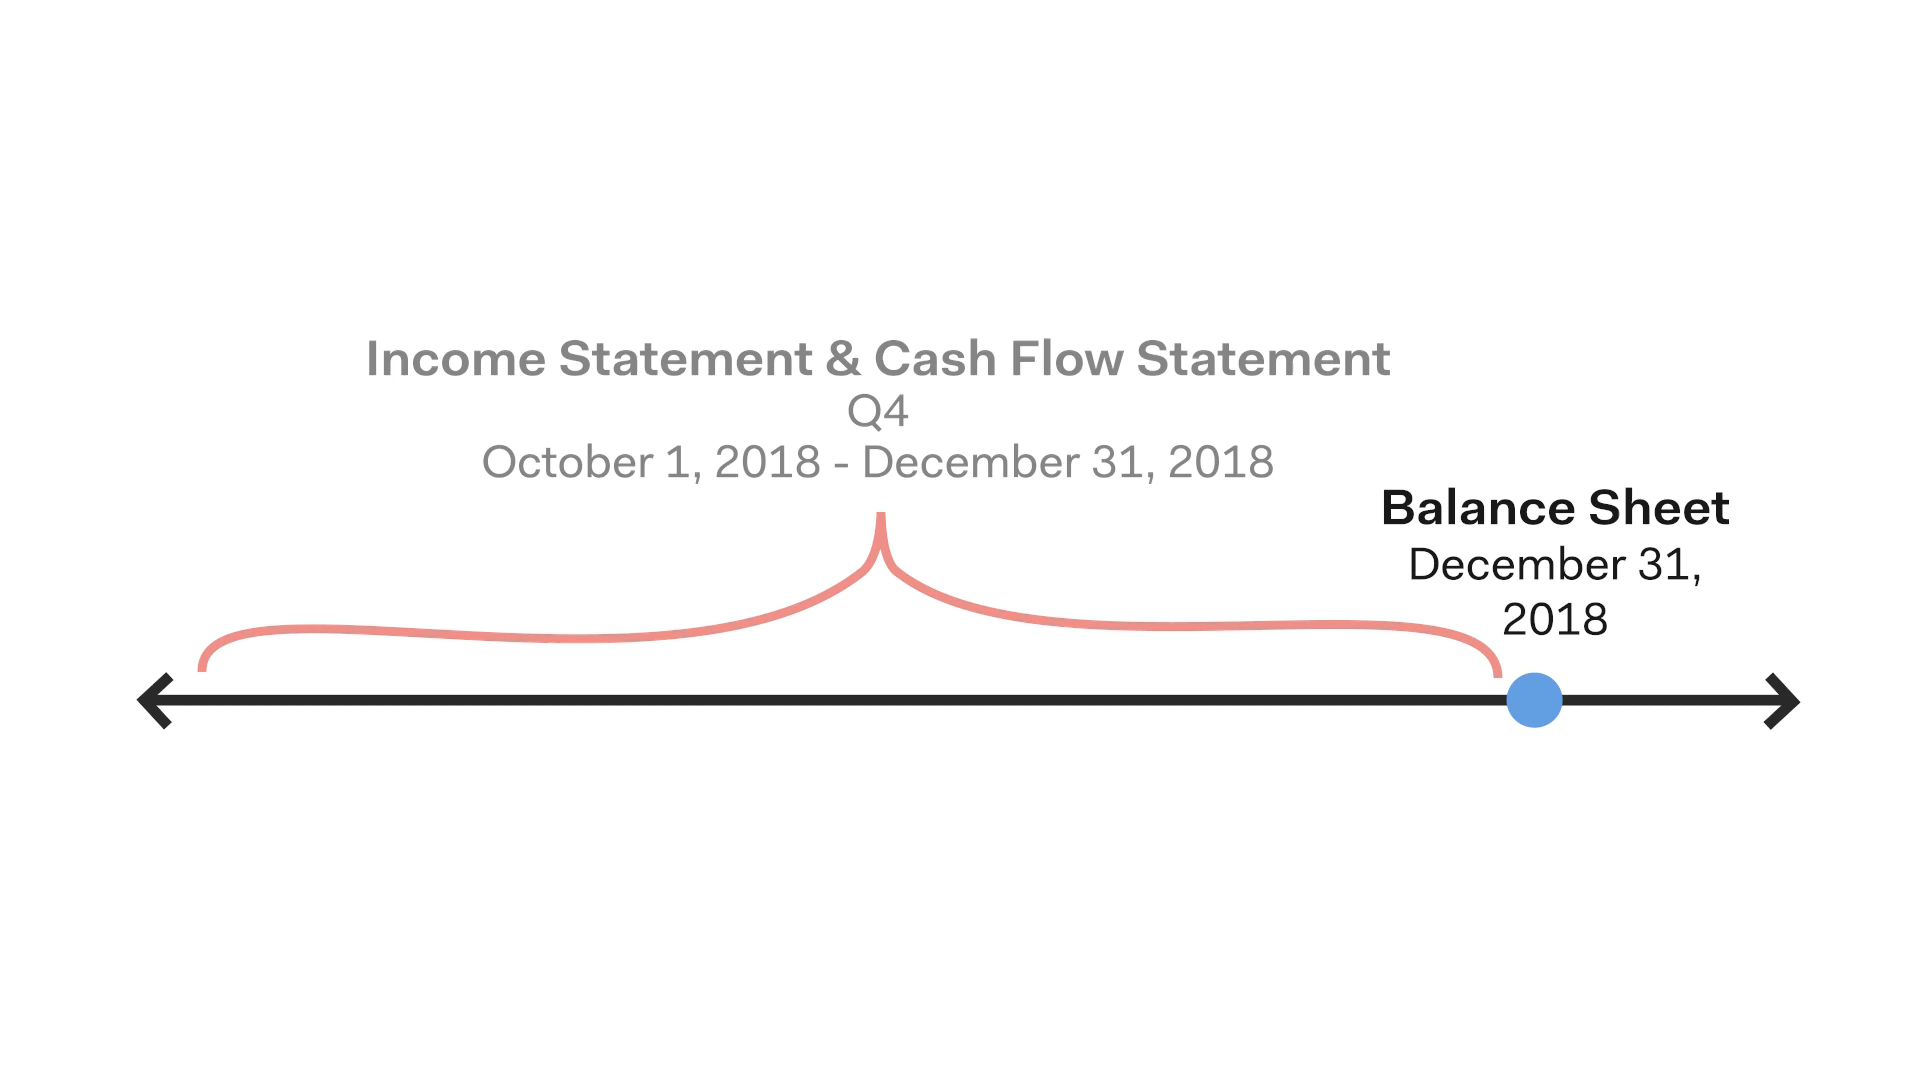 Income Statement & Cash Flow Statement
Q4
October 1, 2018 - December 31, 2018
Balance Sheet
December 31,
2018